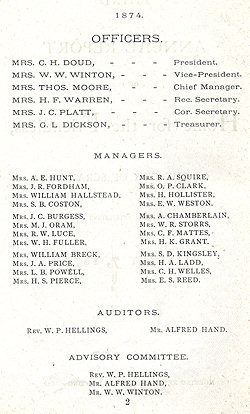 1874.
OFFICERS.
MRS. C. H. DOUD, - - President.
MRS. W. W. WINTON, - - - Vice-President.
MRS. THOS. MOORE, - - Chief Manager.
MRS. H. F. WARREN, - - - Rec. Secretary.
MRS. J. C. PLATT, - - Cor. Secretary.
MRS. G. L. DICKSON, - - - Treasurer.
MANAGERS.
MRS. A. E. HUNT, MRS. R. A. SQUIRE,
MRS. J. R. FORDHAM, MRS. O. P. CLARK,
MRS. WILLIAM HALLSTEAD, MRS. H. HOLLISTER,
MRS. S. B. COSTON, MRS. E. W. WESTON.
MRS. J. C. BURGESS, MRS. A. CHAMBERLAIN,
MRS. M. J. ORAM, MRS. W. R. STORRS,
MRS. R. W. LUCE, MRS. C. F. MATTES,
MRS. W. H. FULLER, MRS. H. K. GRANT.
MRS. WILLIAM BRECK, MRS. S. D. KINGSLEY,
MRS. J. A. PRICE, MRS. H. A. LADD,
MRS. L. B. POWELL, MRS. C. H. WELLES,
MRS. H. S. PIERCE, MRS. E. S. REED.
AUDITORS.
REV. W. P. HELLINGS, MR. ALFRED HAND.
ADVISORY COMMITTEE.
REV. W. P. HELLINGS,
MR. ALFRED HAND,
MR. W. W. WINTON.
2